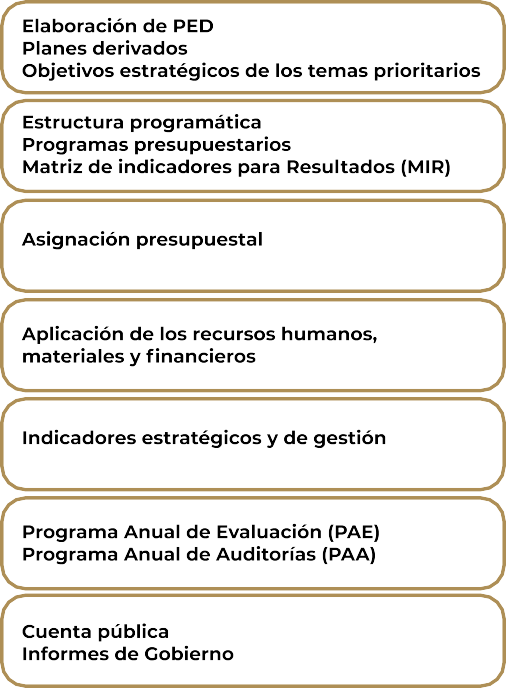 Elaboración de PED
Planes derivados
Objetivos estratégicos de los temas prioritarios
Estructura programática
Programas presupuestarios
Matriz de indicadores para Resultados (MIR)
Asignación presupuestal
Aplicación de los recursos humanos,
materiales y financieros
Indicadores estratégicos y de gestión
Programa Anual de Evaluación (PAE)
Programa Anual de Auditorías (PAA)
Cuenta pública
Informes de Gobierno